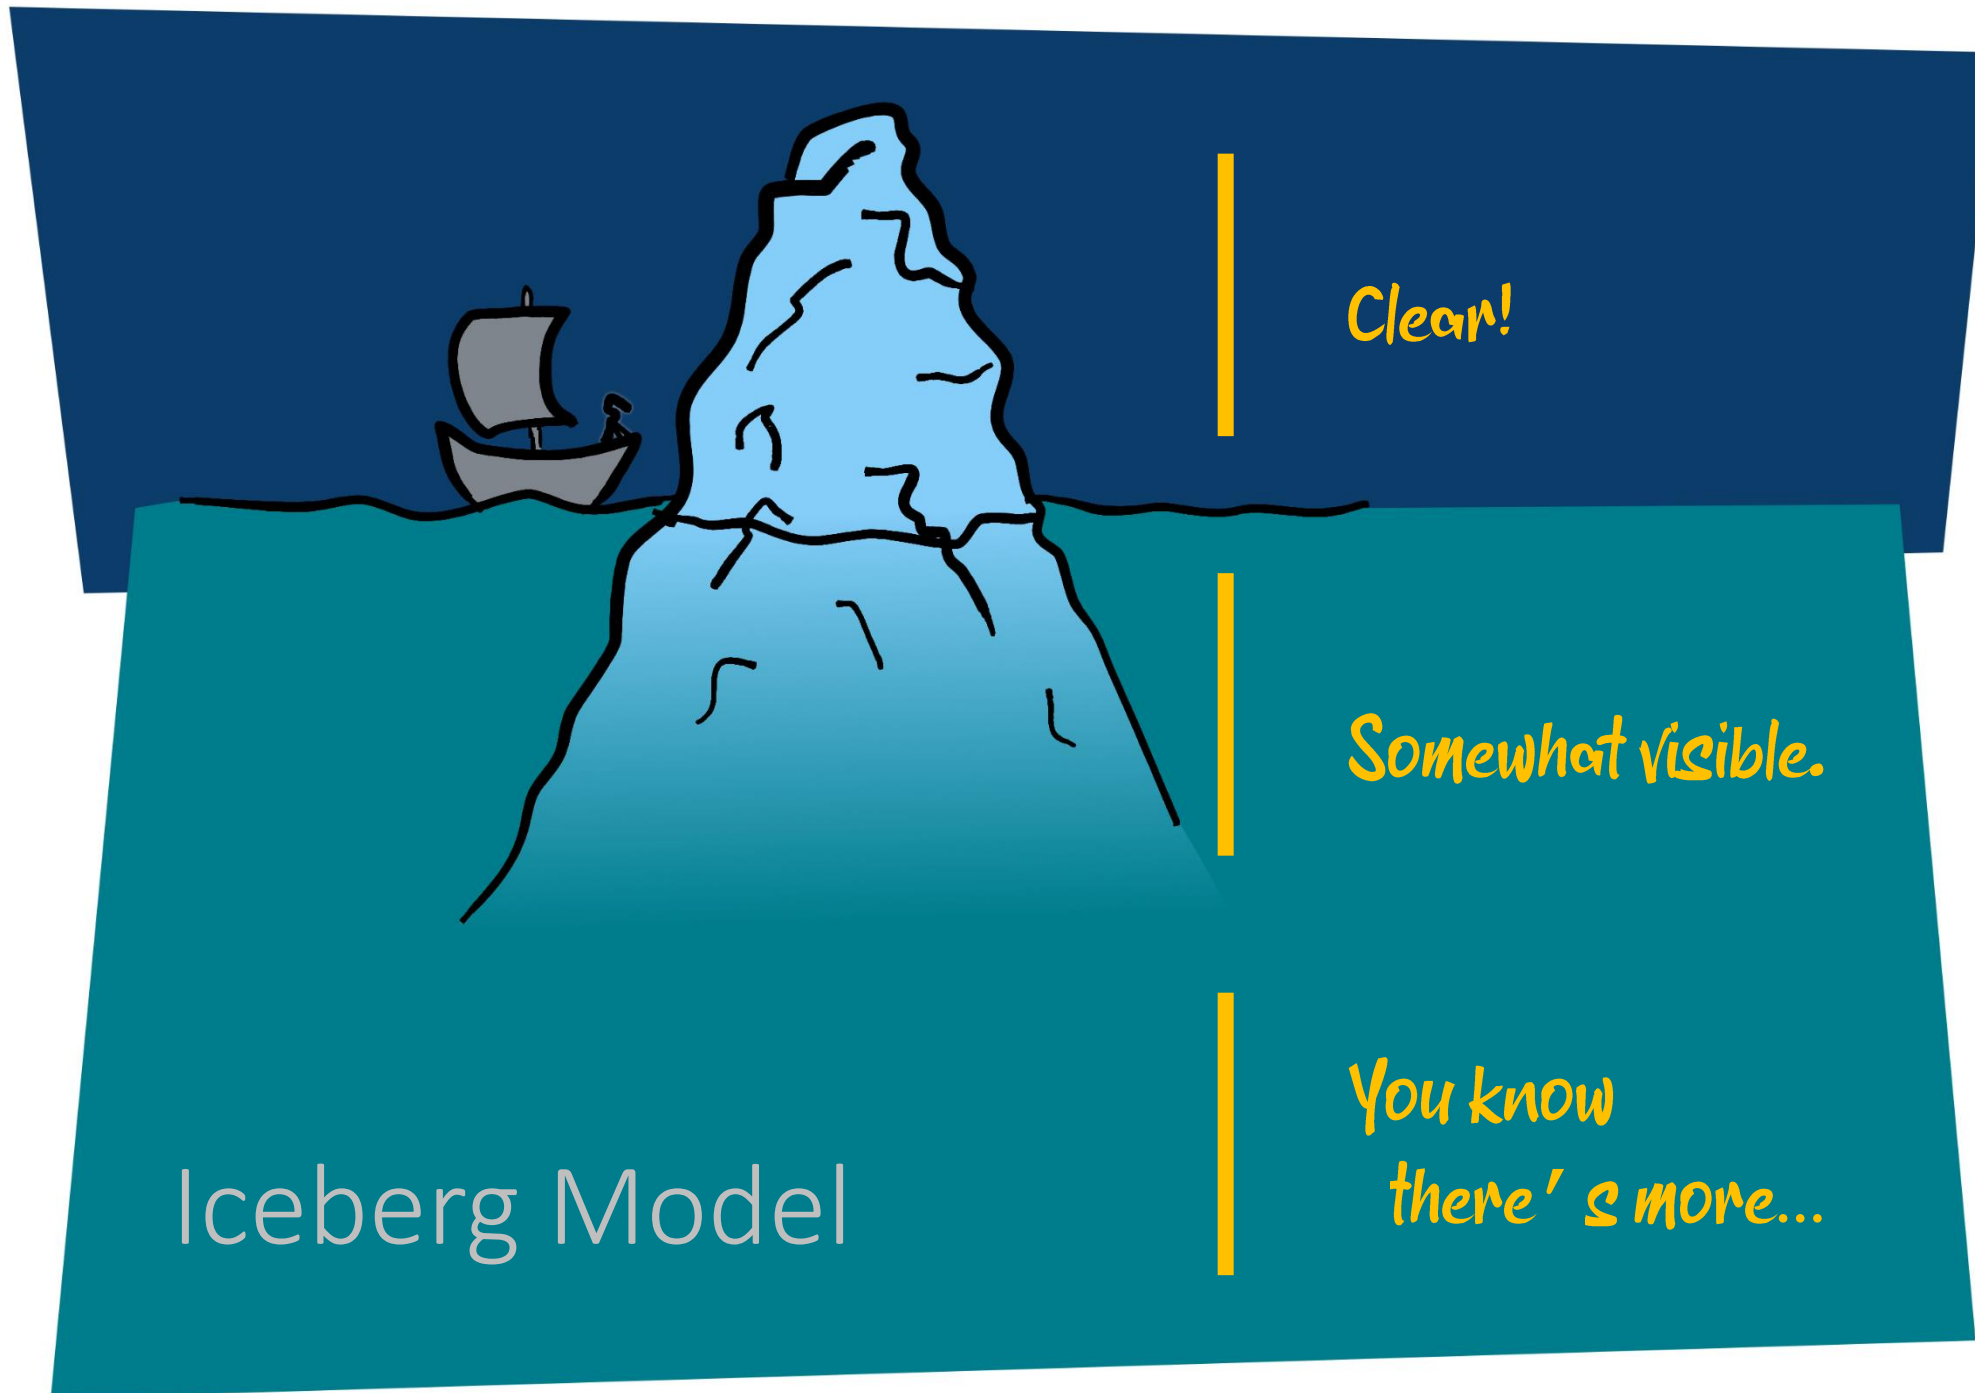 Clear!
Somewhat visible.
You know
there's more...
Iceberg Model